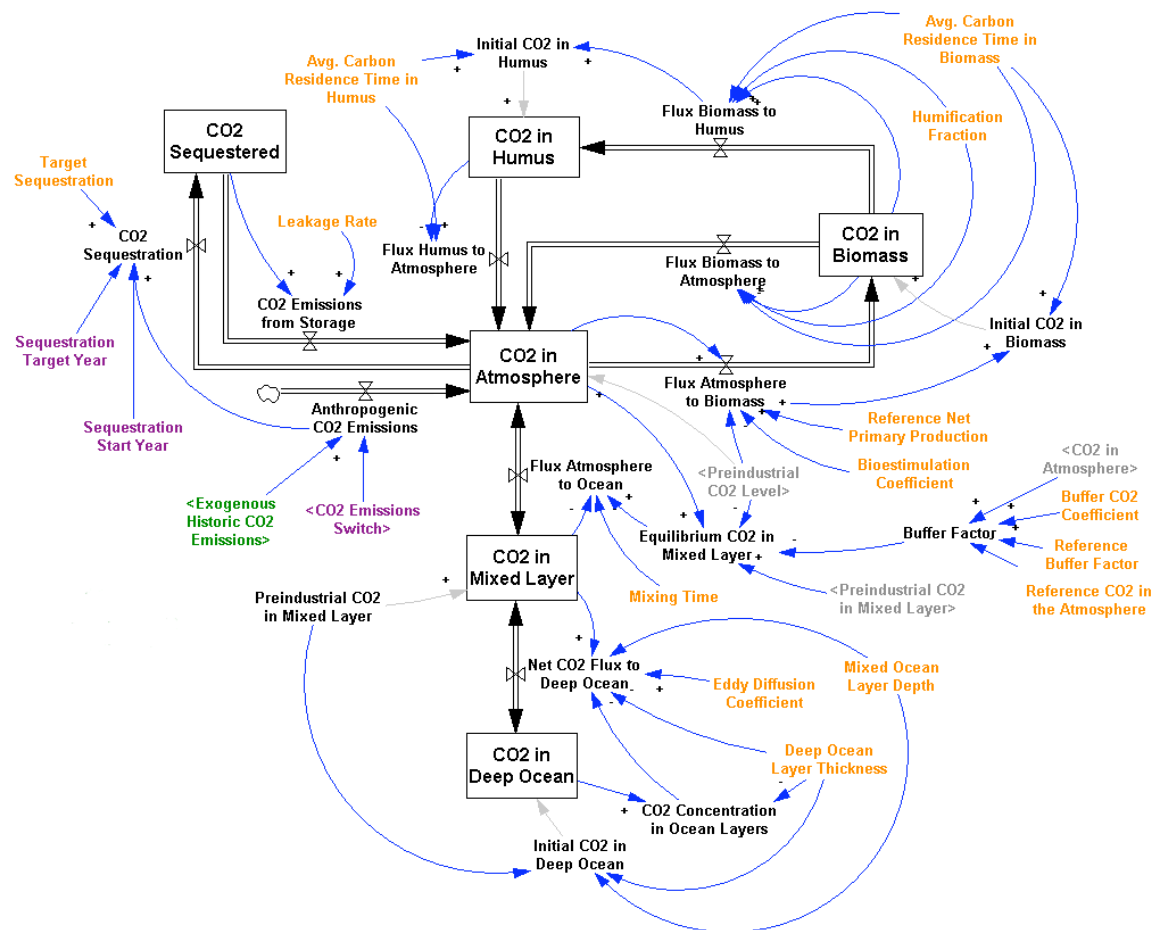 Avg. Carbon
Residence Time in
Biomass
Initial CO2 in
Humus
Avg. Carbon
Residence Time in
Humus
Flux Biomass to
Humus
Humification
Fraction
CO2
Sequestered
CO2 in
Humus
Target
Sequestration
CO2
Sequestration
Leakage Rate
Flux Humus to
Atmosphere
Flux Biomass to
Atmosphere
CO2 in
Biomass
CO2 Emissions
from Storage
Initial CO2 in
Biomass
Sequestration
Target Year
CO2 in
Atmosphere
Flux Atmosphere
to Biomass
Anthropogenic
CO2 Emissions
Sequestration
Start Year
Reference Net
Primary Production
Bioestimulation
Coefficient
Flux Atmosphere
to Ocean
<Preindustrial
CO2 Level>
<CO2 in
Atmosphere>
<Exogenous
Historic CO2
Emissions>
<CO2 Emissions
Switch>
Buffer CO2
Coefficient
Equilibrium CO2 in
Mixed Layer
Buffer Factor
Reference
Buffer Factor
CO2 in
Mixed Layer
Reference CO2 in
the Atmosphere
Preindustrial CO2
in Mixed Layer
Mixing Time
<Preindustrial CO2
in Mixed Layer>
Net CO2 Flux to
Deep Ocean
Eddy Diffusion
Coefficient
Mixed Ocean
Layer Depth
CO2 in
Deep Ocean
Deep Ocean
Layer Thickness
CO2 Concentration
in Ocean Layers
Initial CO2 in
Deep Ocean